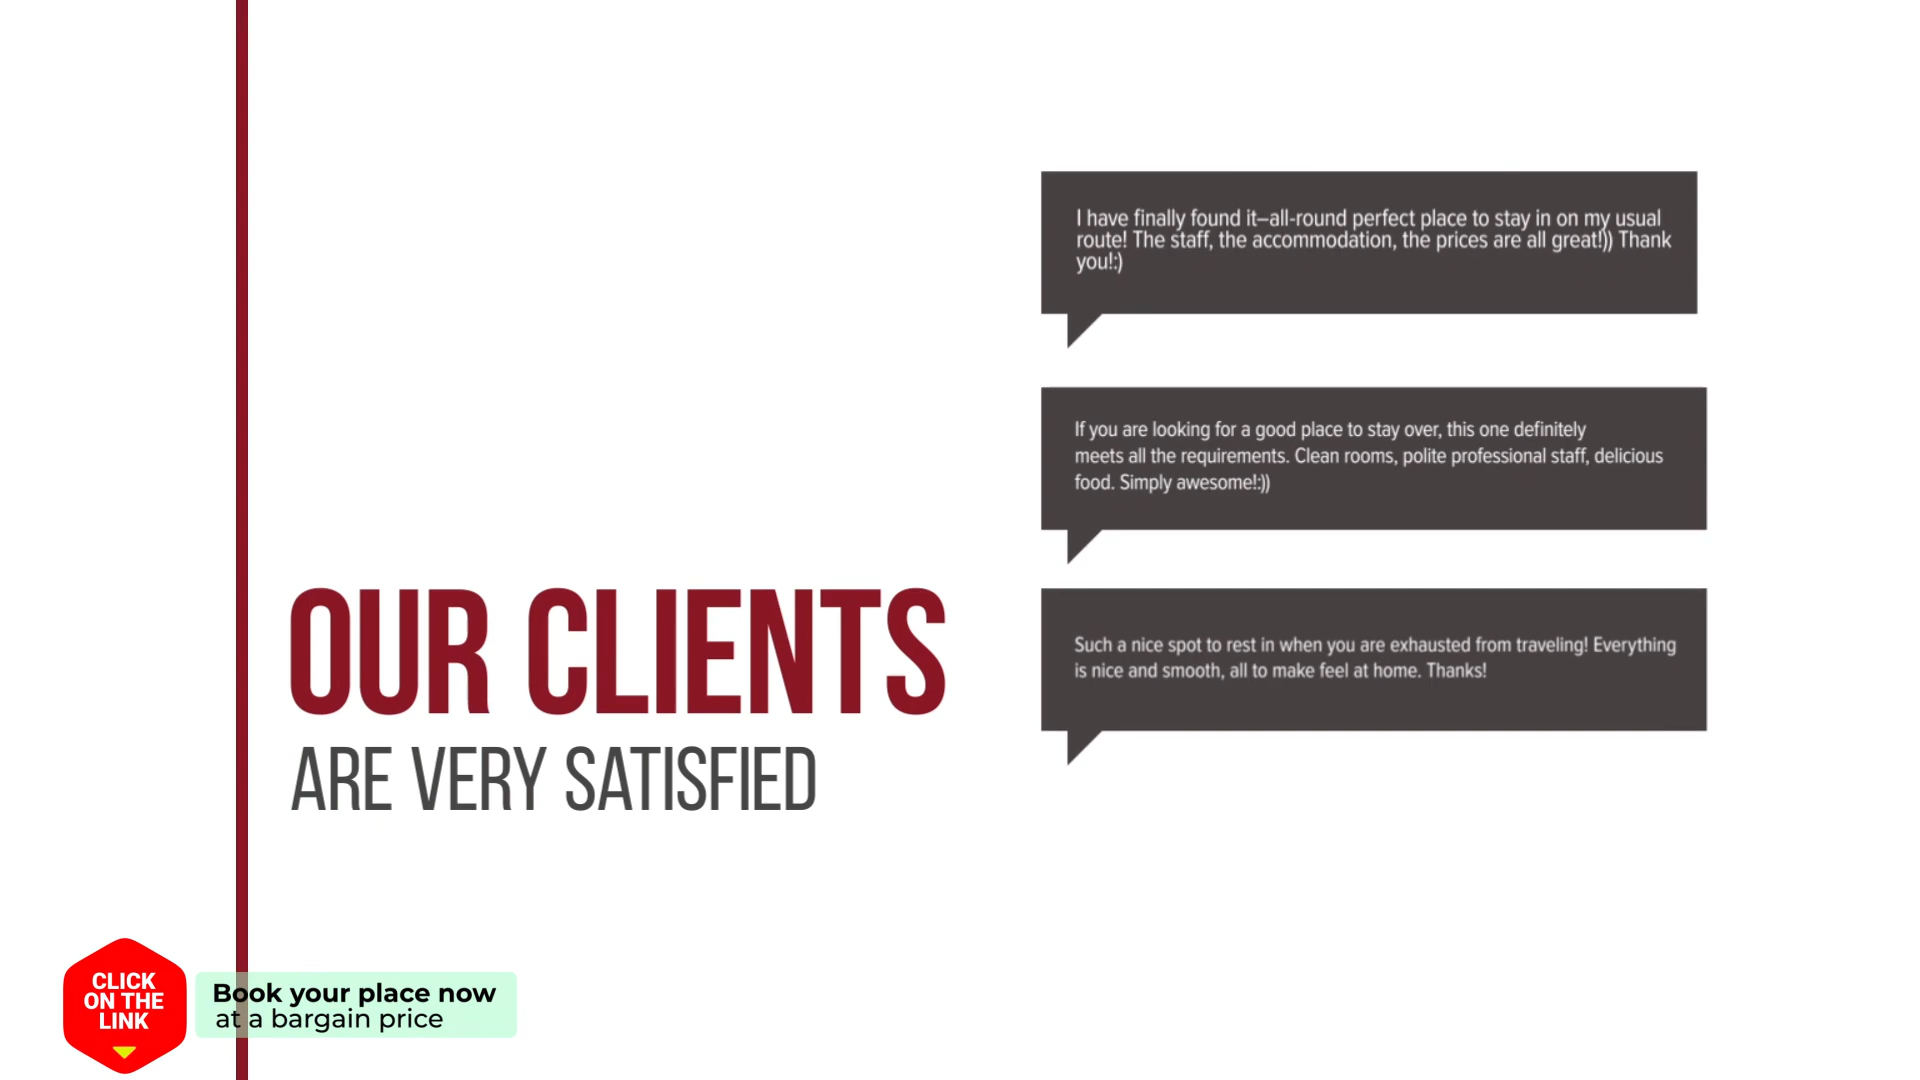 I have finally found it–all-round perfect place to stay in on my usual
route! The staff, the accommodation, the prices are all great!)) Thank
you!:)
If you are looking for a good place to stay over, this one definitely
meets all the requirements. Clean rooms, polite professional staff, delicious
food. Simply awesome!:))
OUR CLIENTS
ARE VERY SATISFIED
Such a nice spot to rest in when you are exhausted from traveling! Everything
is nice and smooth, all to make feel at home. Thanks!
CLICK
ON THE
LINK
Book your place now
at a bargain price